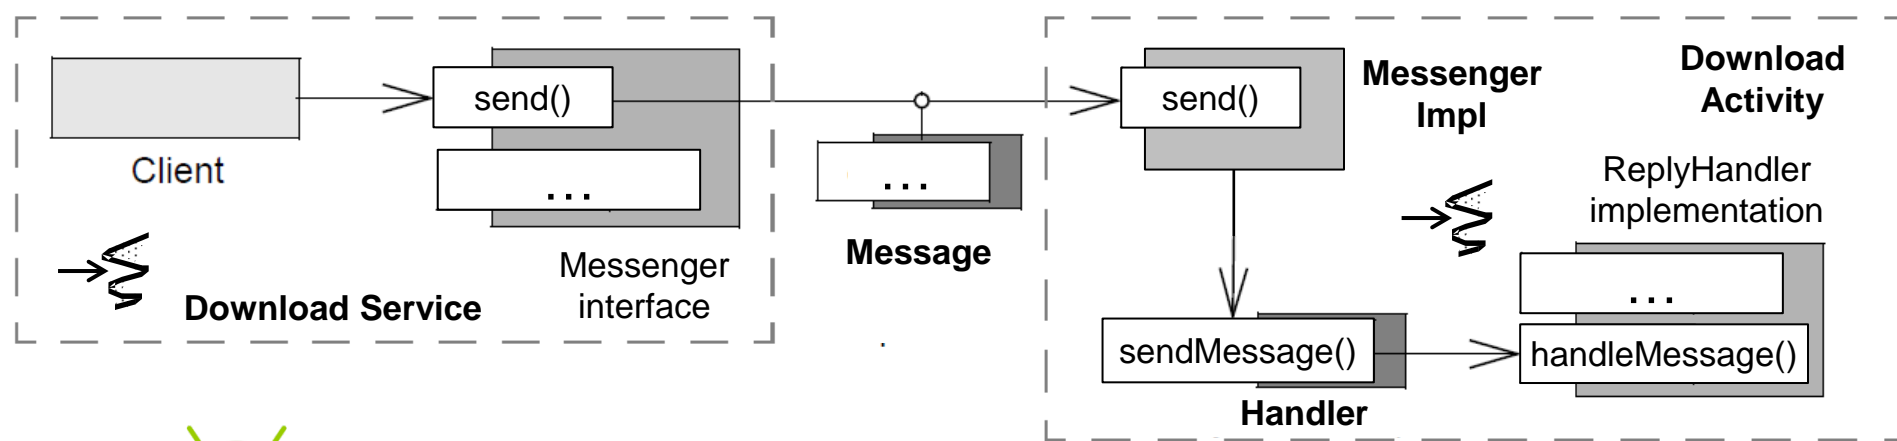 send()
...
Client
Messenger
interface
Download Service
...
Message
send()
Messenger
Impl
Download
Activity
ReplyHandler
implementation
...
sendMessage()
handleMessage()
Handler